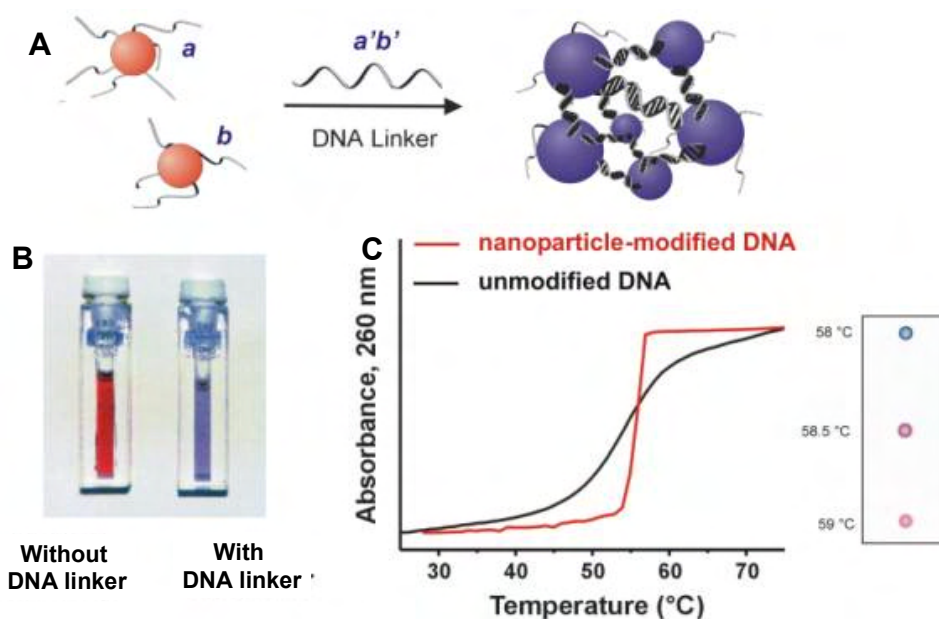 A
a
a'b'
b
DNA Linker
B
Without
DNA linker
With
DNA linker
C
nanoparticle-modified DNA
unmodified DNA
Absorbance, 260 nm
30 40 50 60 70
Temperature (°C)
58 °C
58.5 °C
59 °C